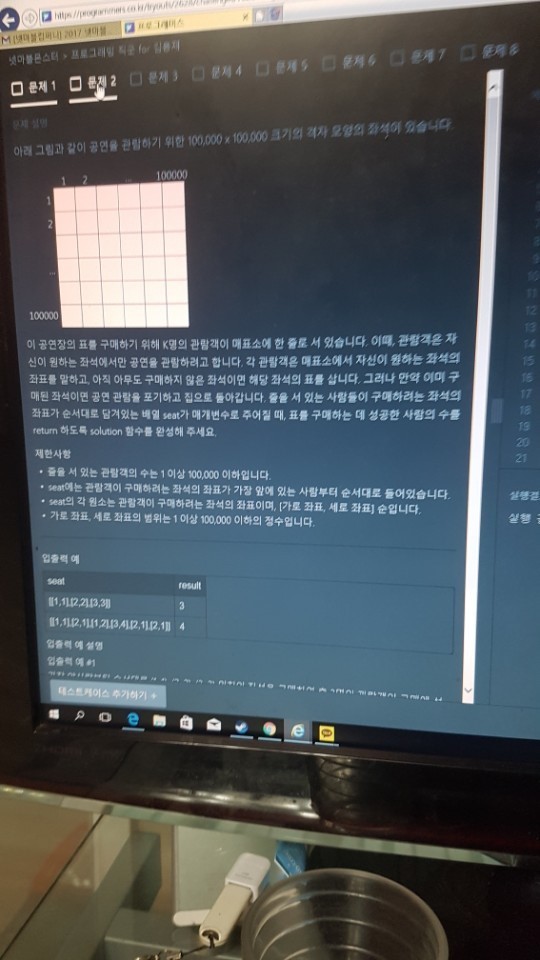 https://programmers.co.kr/tryouts/2628/challenge
프로그래머스
넷마블몬스터 > 프로그래밍 직군 for
문제 1
문제 2
문제 3
문제 4
문제 5
문제 6
문제 7
문제 8
문제 설명
아래 그림과 같이 공연을 관람하기 위한 100,000 x 100,000 크기의 격자 모양의 좌석이 있습니다.
1 2 ... 100000
1
2
...
100000
이 공연장의 표를 구매하기 위해 K명의 관람객이 매표소에 한 줄로 서 있습니다. 이때, 관람객은 자
신이 원하는 좌석에서만 공연을 관람하려고 합니다. 각 관람객은 매표소에서 자신이 원하는 좌석의
좌표를 말하고, 아직 아무도 구매하지 않은 좌석이면 해당 좌석의 표를 삽니다. 그러나 만약 이미 구
매된 좌석이면 공연 관람을 포기하고 집으로 돌아갑니다. 줄을 서 있는 사람들이 구매하려는 좌석의
좌표가 순서대로 담겨있는 배열 seat가 매개변수로 주어질 때, 표를 구매하는 데 성공한 사람의 수를
return 하도록 solution 함수를 완성해 주세요.
제한사항
• 줄을 서 있는 관람객의 수는 1 이상 100,000 이하입니다.
• seat에는 관람객이 구매하려는 좌석의 좌표가 가장 앞에 있는 사람부터 순서대로 들어있습니다.
• seat의 각 원소는 관람객이 구매하려는 좌석의 좌표이며, [가로 좌표, 세로 좌표] 순입니다.
• 가로 좌표, 세로 좌표의 범위는 1 이상 100,000 이하의 정수입니다.
입출력 예
seat result
[[1,1],[2,2],[3,3]] 3
[[1,1],[2,1],[1,2],[3,4],[2,1],[2,1]] 4
입출력 예 설명
입출력 예 #1
테스트케이스 추가하기 +
11
12
13
14
15
16
17
18
19
20
21
실행결
실행